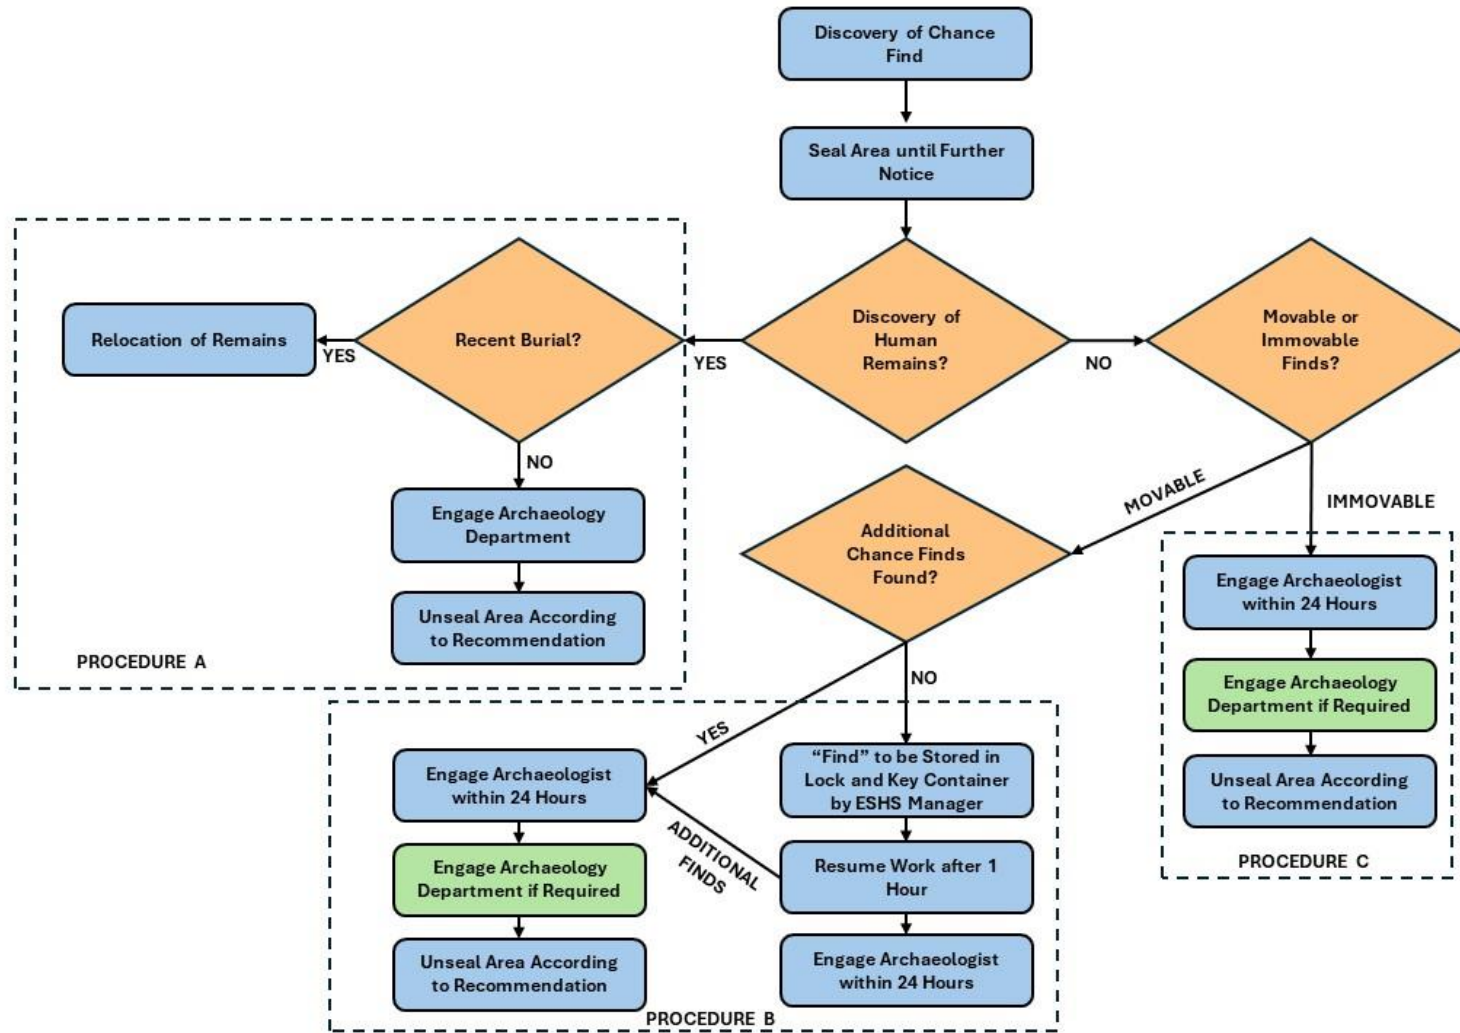 Discovery of Chance
Find
Seal Area until Further
Notice
Discovery of
Human
Remains?
YES
NO
Recent Burial?
YES
Relocation of Remains
NO
Engage Archaeology
Department
Unseal Area According
to Recommendation
PROCEDURE A
Movable or
Immovable
Finds?
MOVABLE
IMMOVABLE
Additional
Chance Finds
Found?
YES
NO
Engage Archaeologist
within 24 Hours
Engage Archaeology
Department if Required
Unseal Area According
to Recommendation
"Find" to be Stored in
Lock and Key Container
by ESHS Manager
Resume Work after 1
Hour
ADDITIONAL
FINDS
Engage Archaeologist
within 24 Hours
PROCEDURE B
Engage Archaeologist
within 24 Hours
Engage Archaeology
Department if Required
Unseal Area According
to Recommendation
PROCEDURE C